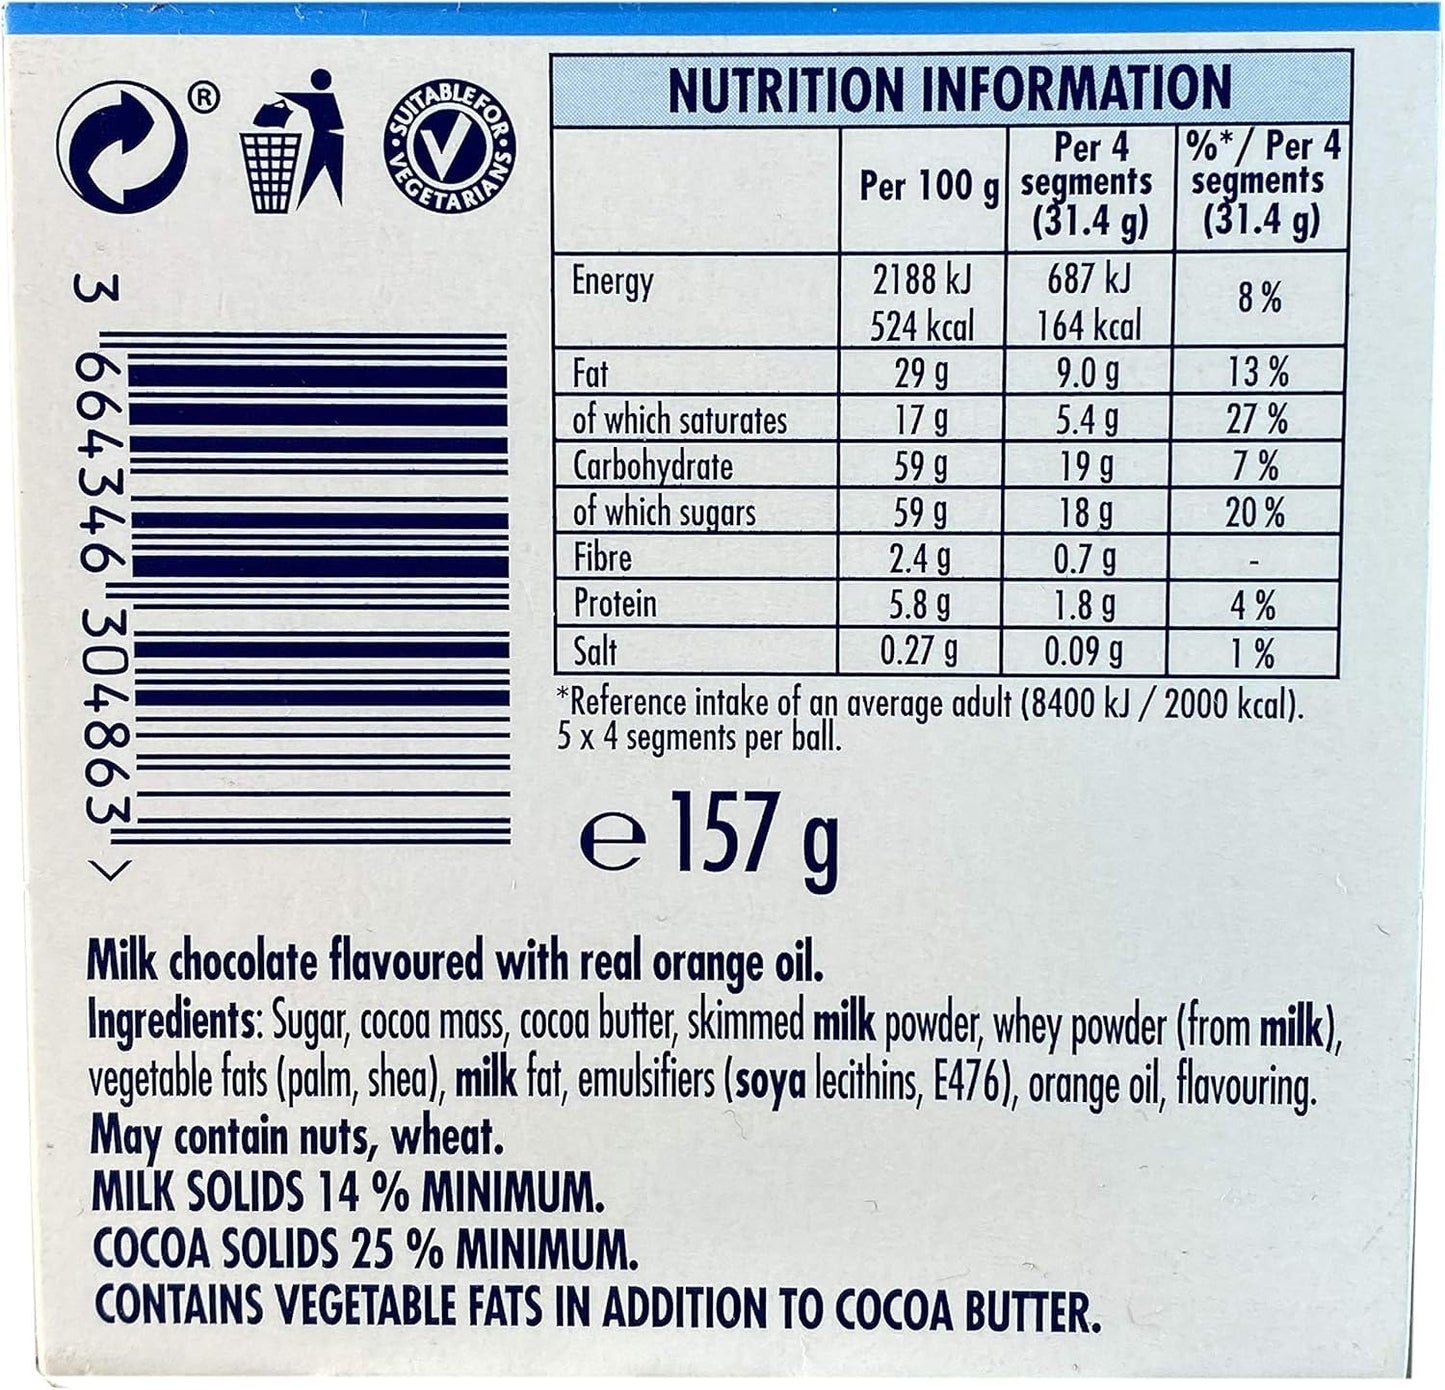 ®
SUITABLE FOR
VEGETARIANS
3 664346 304863 >
NUTRITION INFORMATION
Per 100 g
Per 4 segments (31.4 g)
%*/ Per 4 segments (31.4 g)
Energy 2188 kJ 524 kcal 687 kJ 164 kcal 8 %
Fat 29 g 9.0 g 13 %
of which saturates 17 g 5.4 g 27 %
Carbohydrate 59 g 19 g 7 %
of which sugars 59 g 18 g 20 %
Fibre 2.4 g 0.7 g -
Protein 5.8 g 1.8 g 4 %
Salt 0.27 g 0.09 g 1 %
*Reference intake of an average adult (8400 kJ / 2000 kcal).
5 x 4 segments per ball.
e 157 g
Milk chocolate flavoured with real orange oil.
Ingredients: Sugar, cocoa mass, cocoa butter, skimmed milk powder, whey powder (from milk),
vegetable fats (palm, shea), milk fat, emulsifiers (soya lecithins, E476), orange oil, flavouring.
May contain nuts, wheat.
MILK SOLIDS 14 % MINIMUM.
COCOA SOLIDS 25 % MINIMUM.
CONTAINS VEGETABLE FATS IN ADDITION TO COCOA BUTTER.